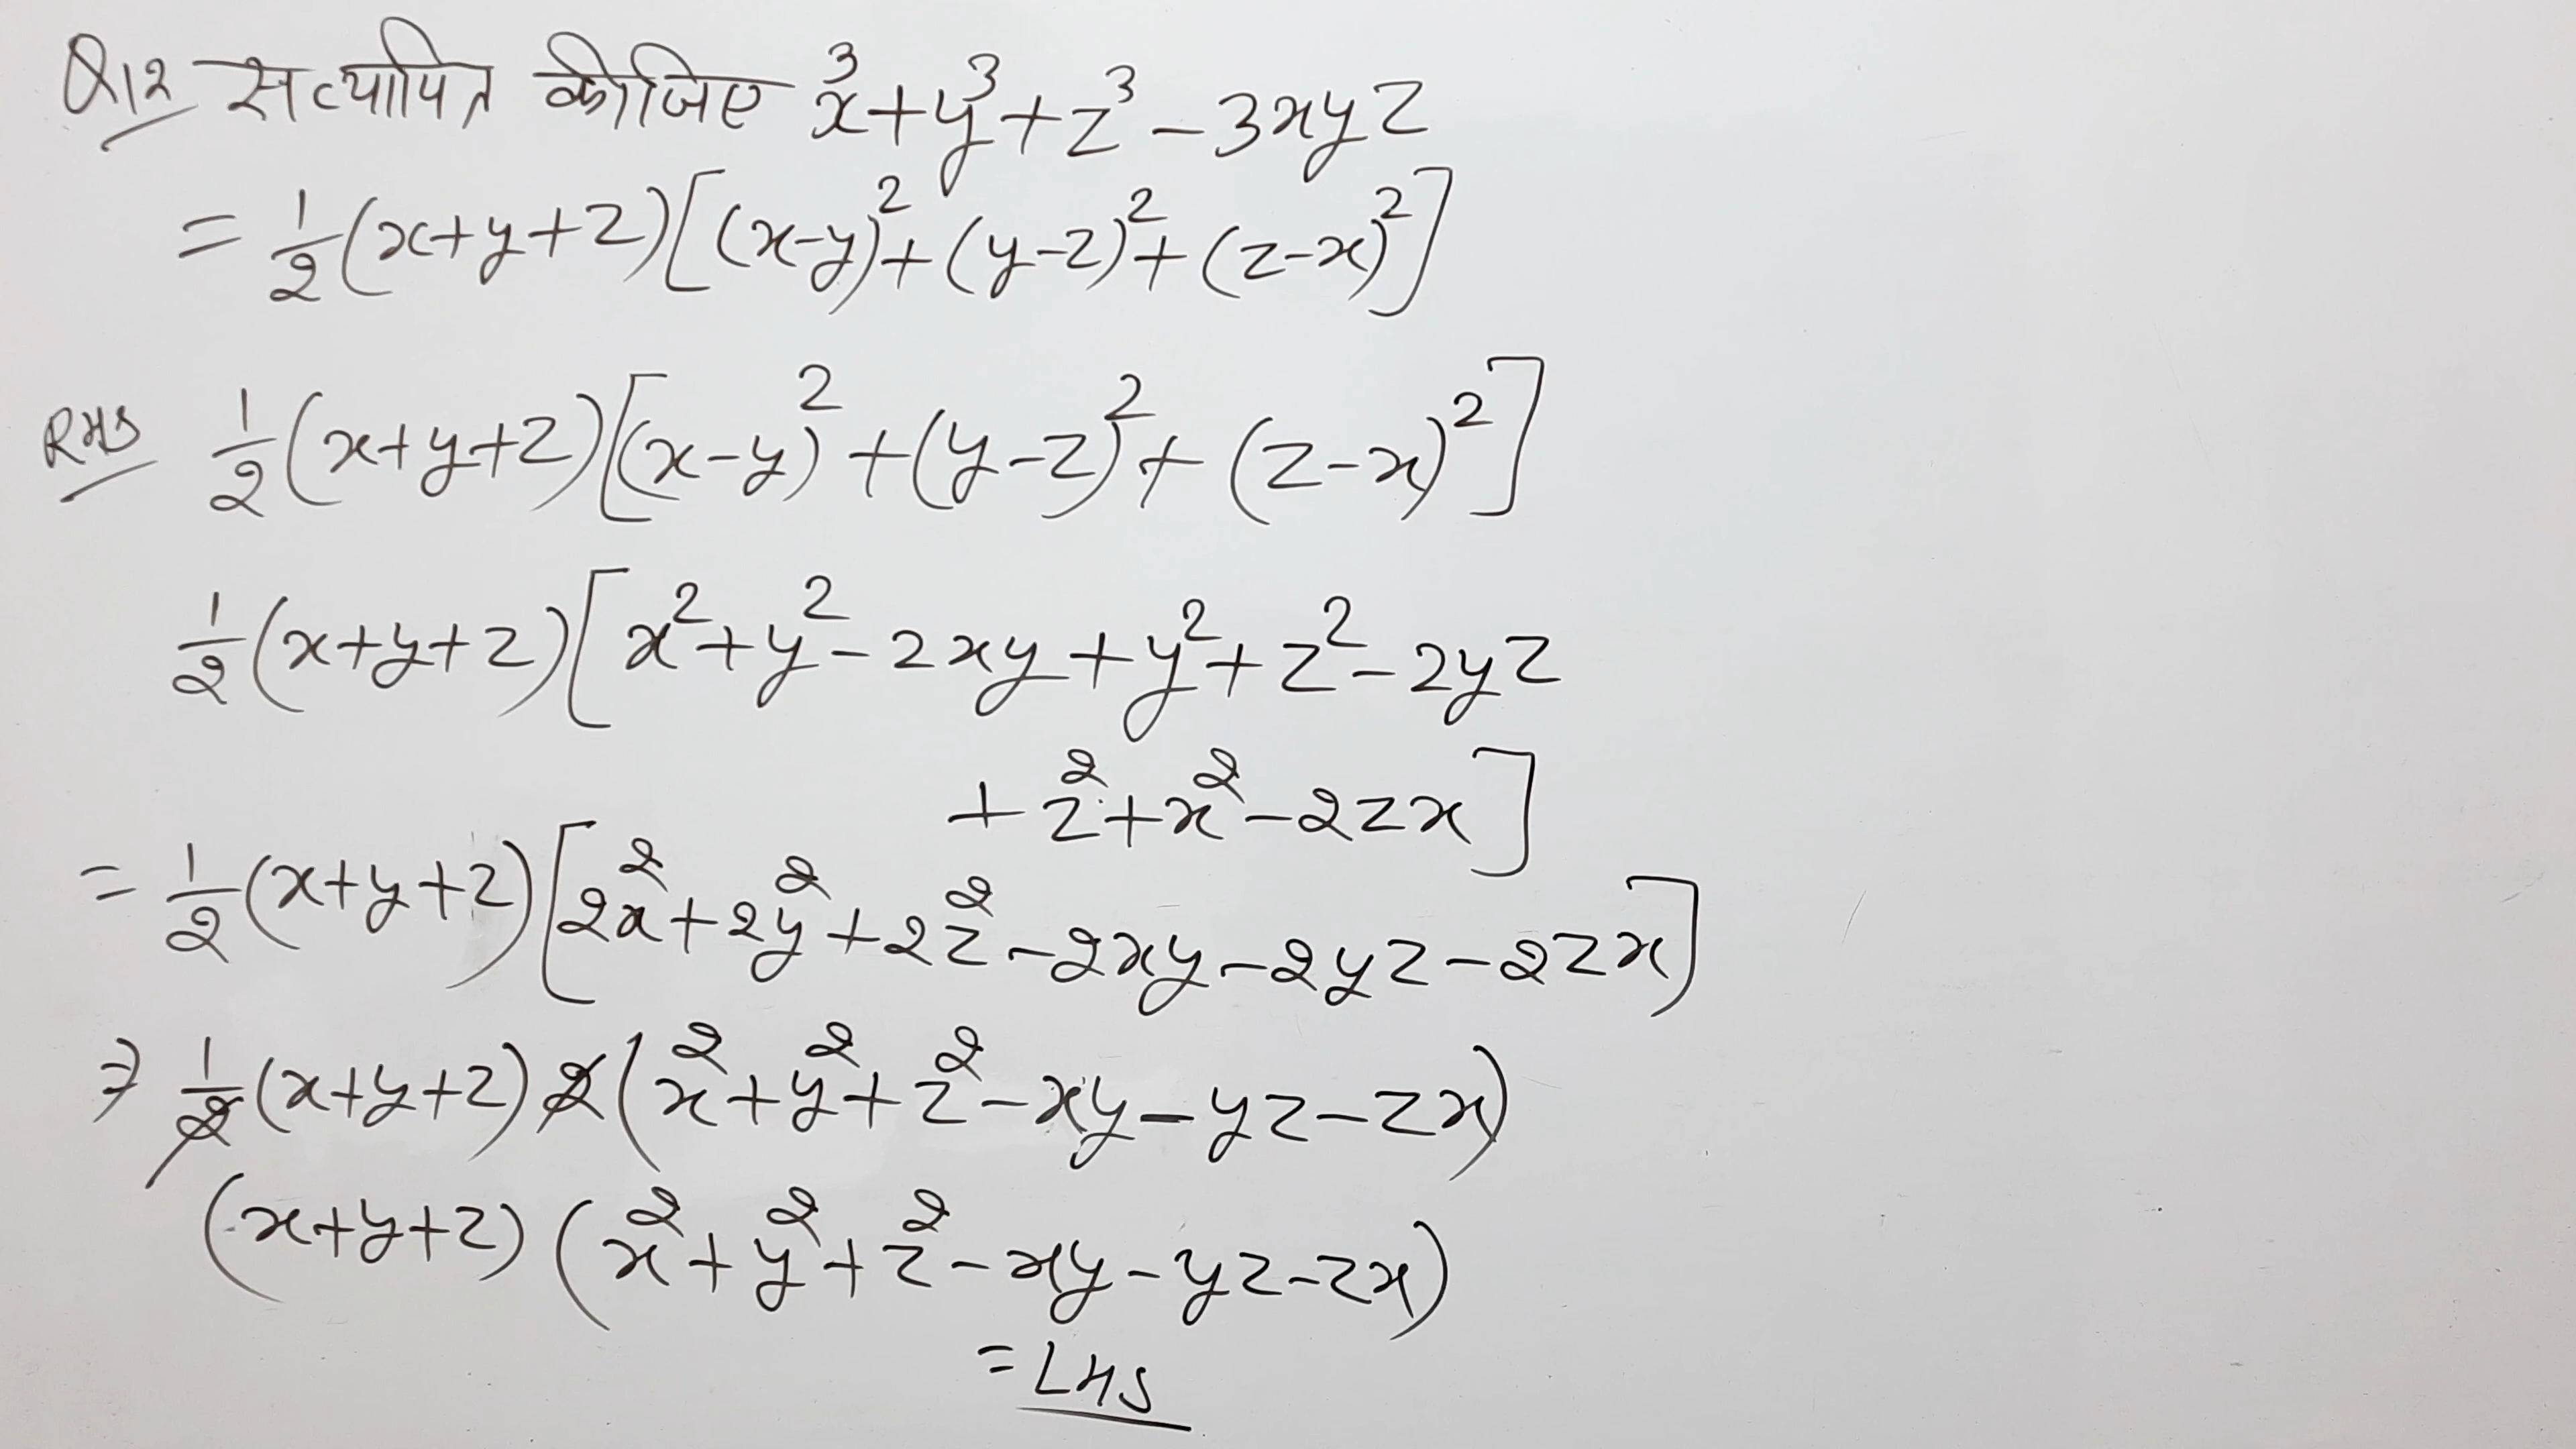 Q12 सत्यापित कीजिए x³+y³+z³-3xyz
= 1/2(x+y+z)[(x-y)²+(y-z)²+(z-x)²]
RHS 1/2(x+y+z)[(x-y)²+(y-z)²+(z-x)²]
1/2(x+y+z)[x²+y²-2xy+y²+z²-2yz
+z²+x²-2zx]
= 1/2(x+y+z)[2x²+2y²+2z²-2xy-2yz-2zx]
⇒ 1/2(x+y+z)2(x²+y²+z²-xy-yz-zx)
(x+y+z)(x²+y²+z²-xy-yz-zx)
= LHS